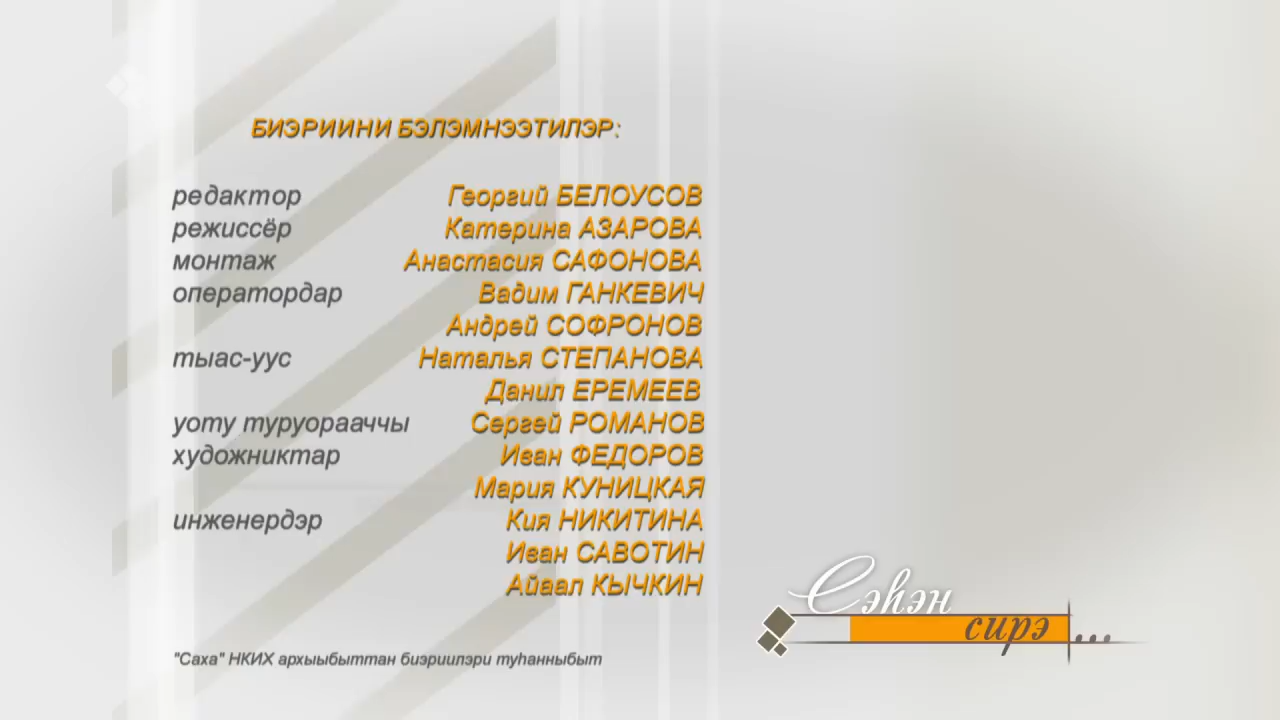 БИЭРИИНИ БЭЛЭМНЭЭТИЛЭР:
редактор Георгий БЕЛОУСОВ
режиссёр Катерина АЗАРОВА
монтаж Анастасия САФОНОВА
оператордар Вадим ГАНКЕВИЧ
Андрей СОФРОНОВ
тыас-уус Наталья СТЕПАНОВА
Данил ЕРЕМЕЕВ
уоту туруорааччы Сергей РОМАНОВ
художниктар Иван ФЕДОРОВ
Мария КУНИЦКАЯ
инженердэр Кия НИКИТИНА
Иван САВОТИН
Айаал КЫЧКИН
Сэһэн
сирэ...
"Саха" НКИХ архыыбыттан биэриилэри туһанныбыт